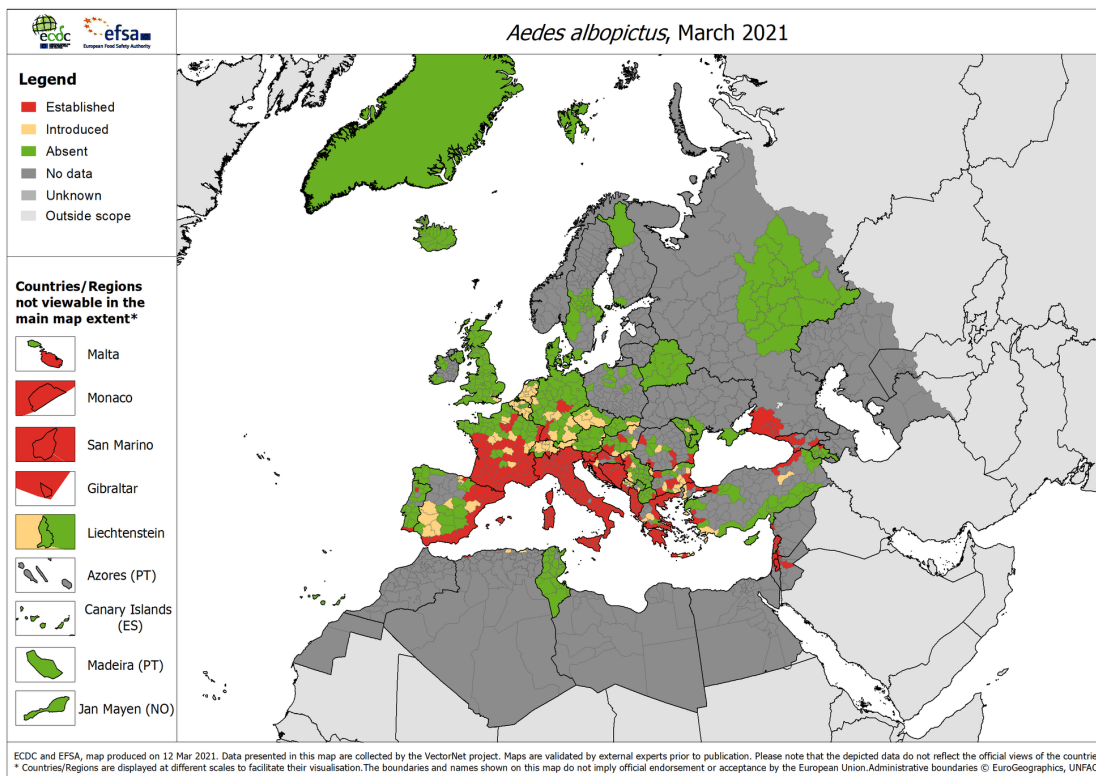 ecdc
efsa
European Food Safety Authority
Aedes albopictus, March 2021
Legend
Established
Introduced
Absent
No data
Unknown
Outside scope
Countries/Regions
not viewable in the
main map extent*
Malta
Monaco
San Marino
Gibraltar
Liechtenstein
Azores (PT)
Canary Islands
(ES)
Madeira (PT)
Jan Mayen (NO)
ECDC and EFSA, map produced on 12 Mar 2021. Data presented in this map are collected by the VectorNet project. Maps are validated by external experts prior to publication. Please note that the depicted data do not reflect the official views of the countrie
* Countries/Regions are displayed at different scales to facilitate their visualisation.The boundaries and names shown on this map do not imply official endorsement or acceptance by the European Union.Administrative boundaries © EuroGeographics, UNFAO